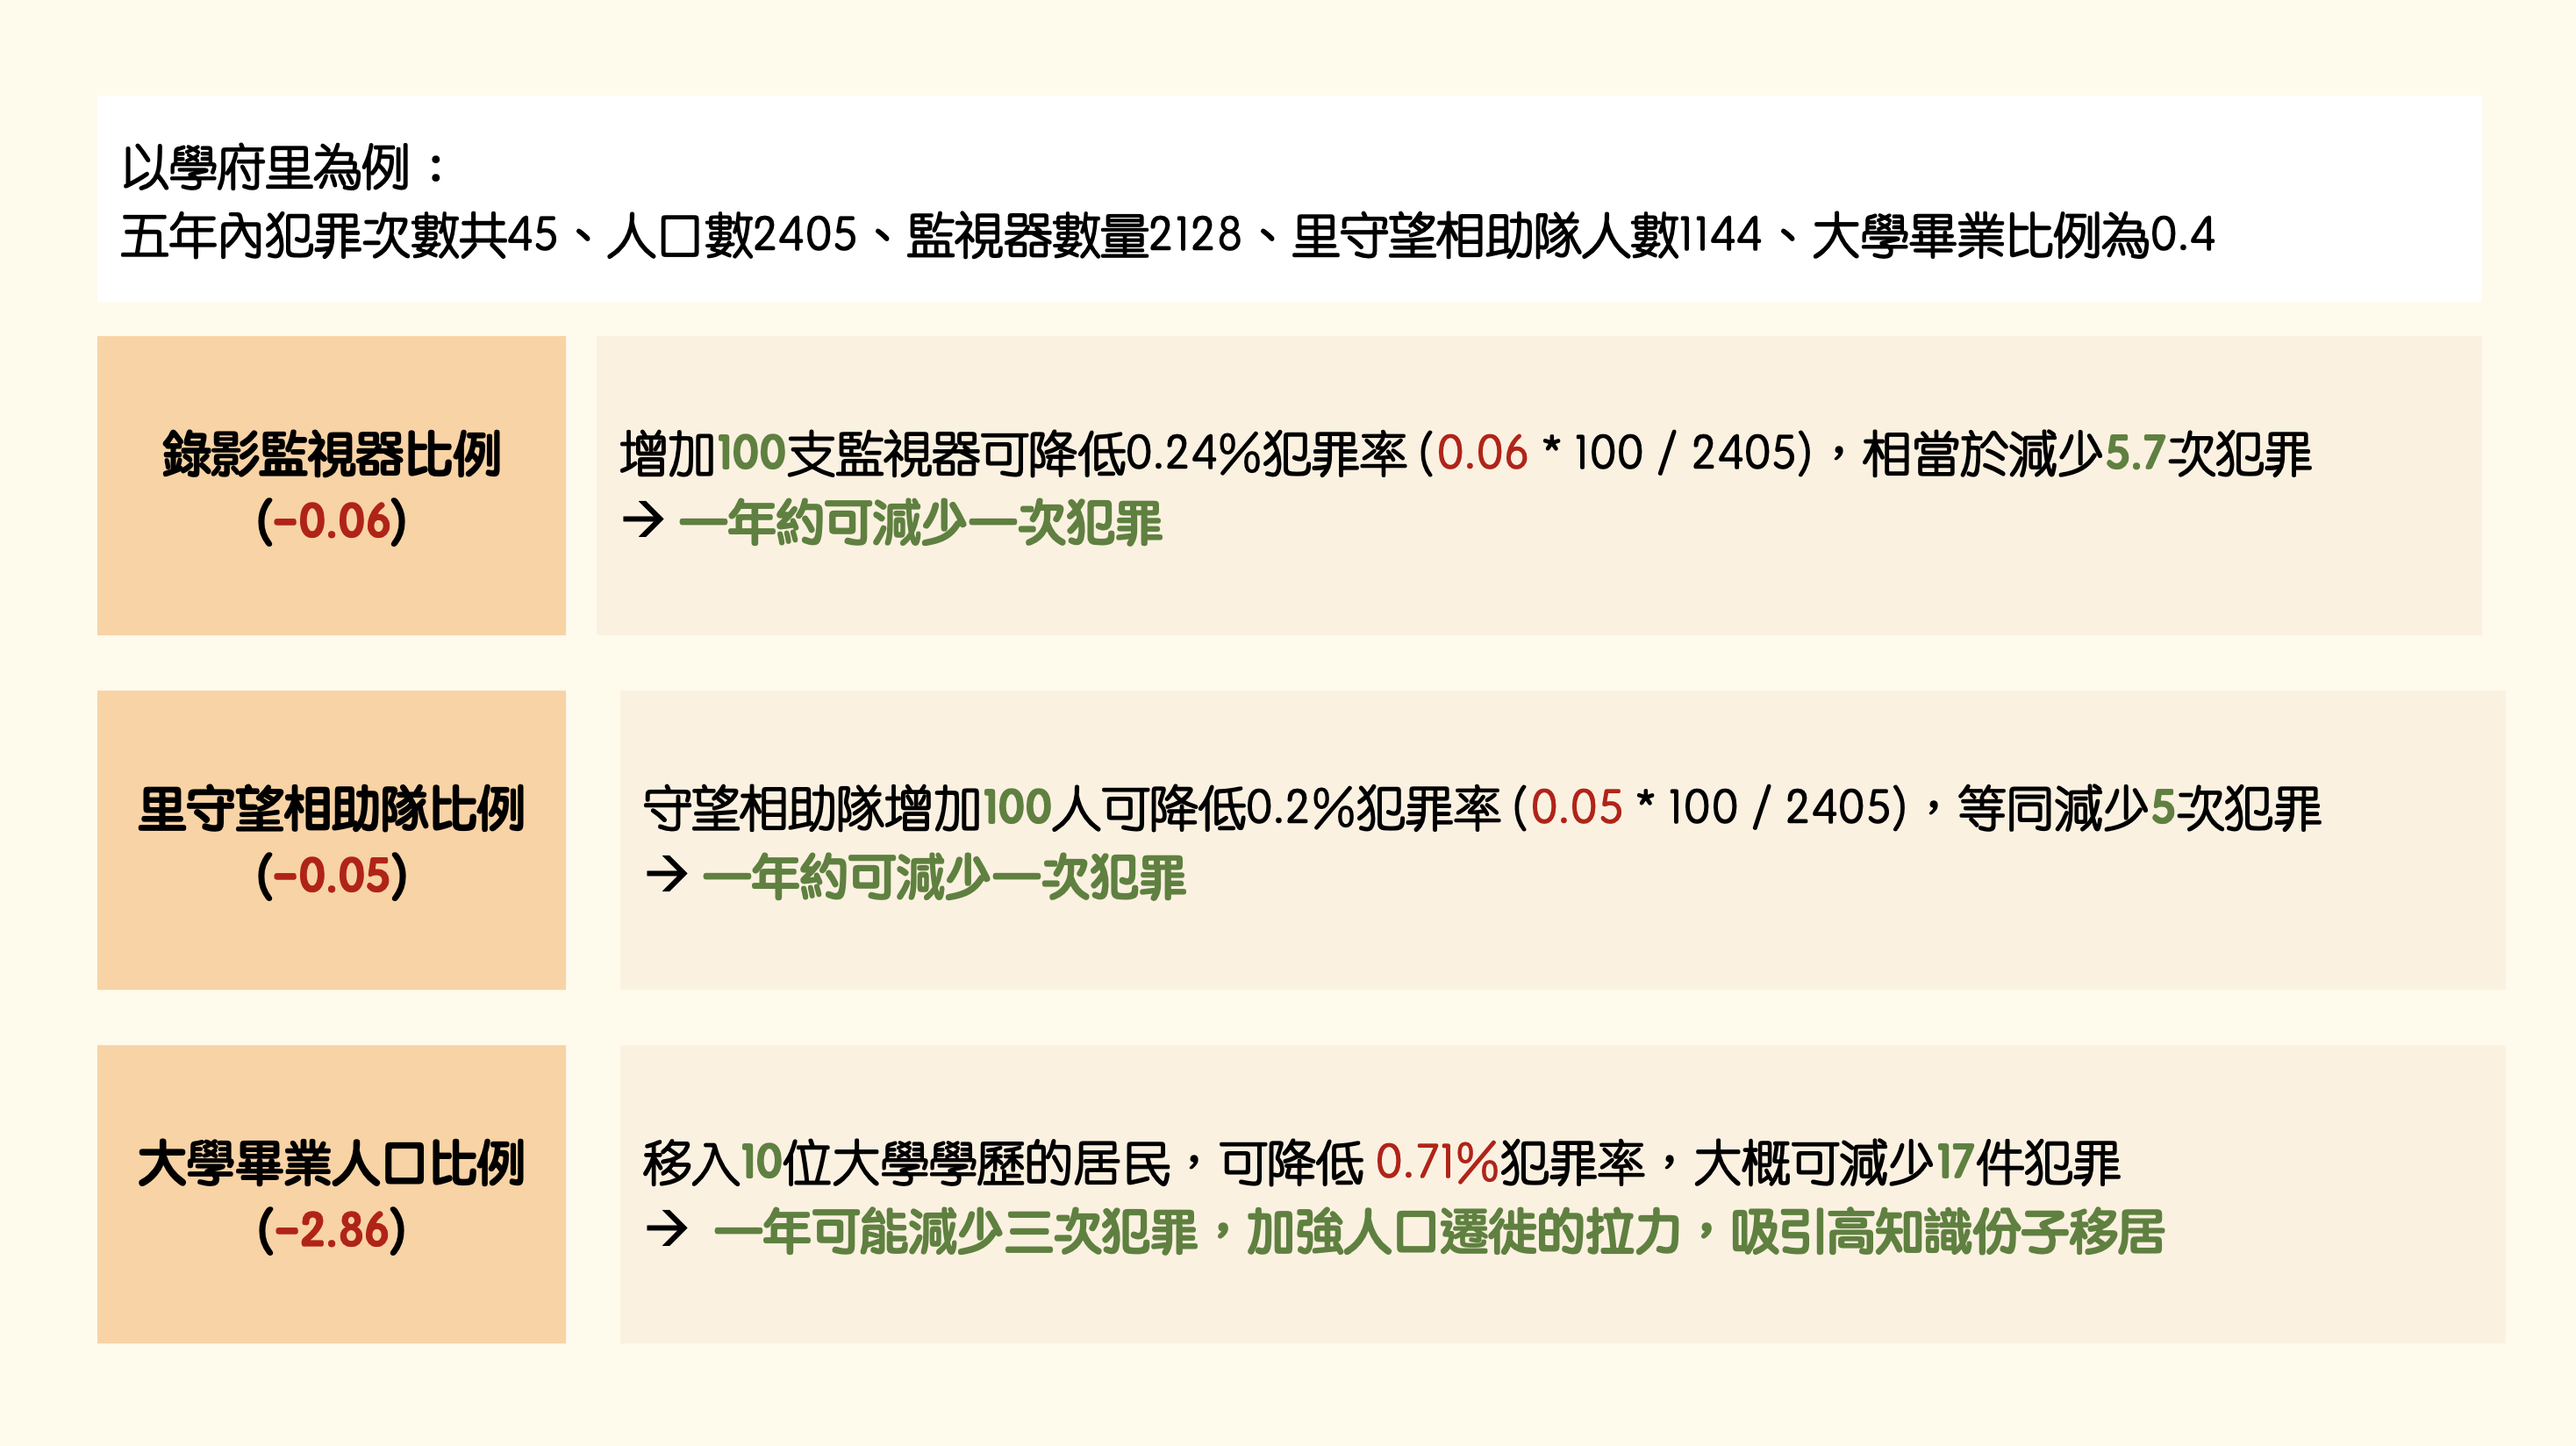 以學府里為例：
五年內犯罪次數共45、人口數2405、監視器數量2128、里守望相助隊人數1144、大學畢業比例為0.4
錄影監視器比例
(-0.06)
增加100支監視器可降低0.24%犯罪率 (0.06 * 100 / 2405)，相當於減少5.7次犯罪
→ 一年約可減少一次犯罪
里守望相助隊比例
(-0.05)
守望相助隊增加100人可降低0.2%犯罪率 (0.05 * 100 / 2405)，等同減少5次犯罪
→ 一年約可減少一次犯罪
大學畢業人口比例
(-2.86)
移入10位大學學歷的居民，可降低 0.71%犯罪率，大概可減少17件犯罪
→ 一年可能減少三次犯罪，加強人口遷徙的拉力，吸引高知識份子移居